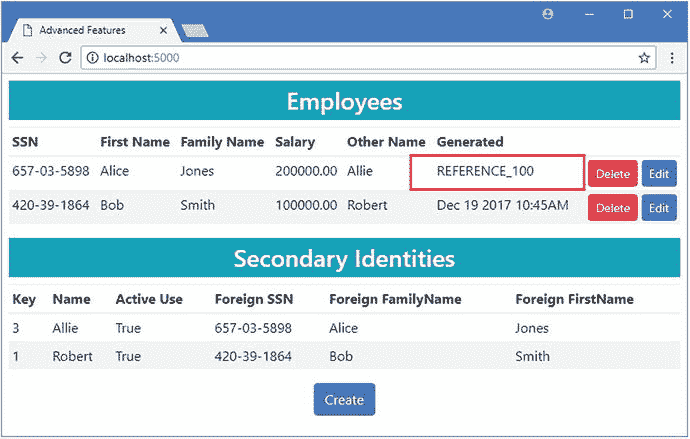 Advanced Features
localhost:5000
Employees
SSN First Name Family Name Salary Other Name Generated
657-03-5898 Alice Jones 200000.00 Allie REFERENCE_100 Delete Edit
420-39-1864 Bob Smith 100000.00 Robert Dec 19 2017 10:45AM Delete Edit
Secondary Identities
Key Name Active Use Foreign SSN Foreign FamilyName Foreign FirstName
3 Allie True 657-03-5898 Alice Jones
1 Robert True 420-39-1864 Bob Smith
Create